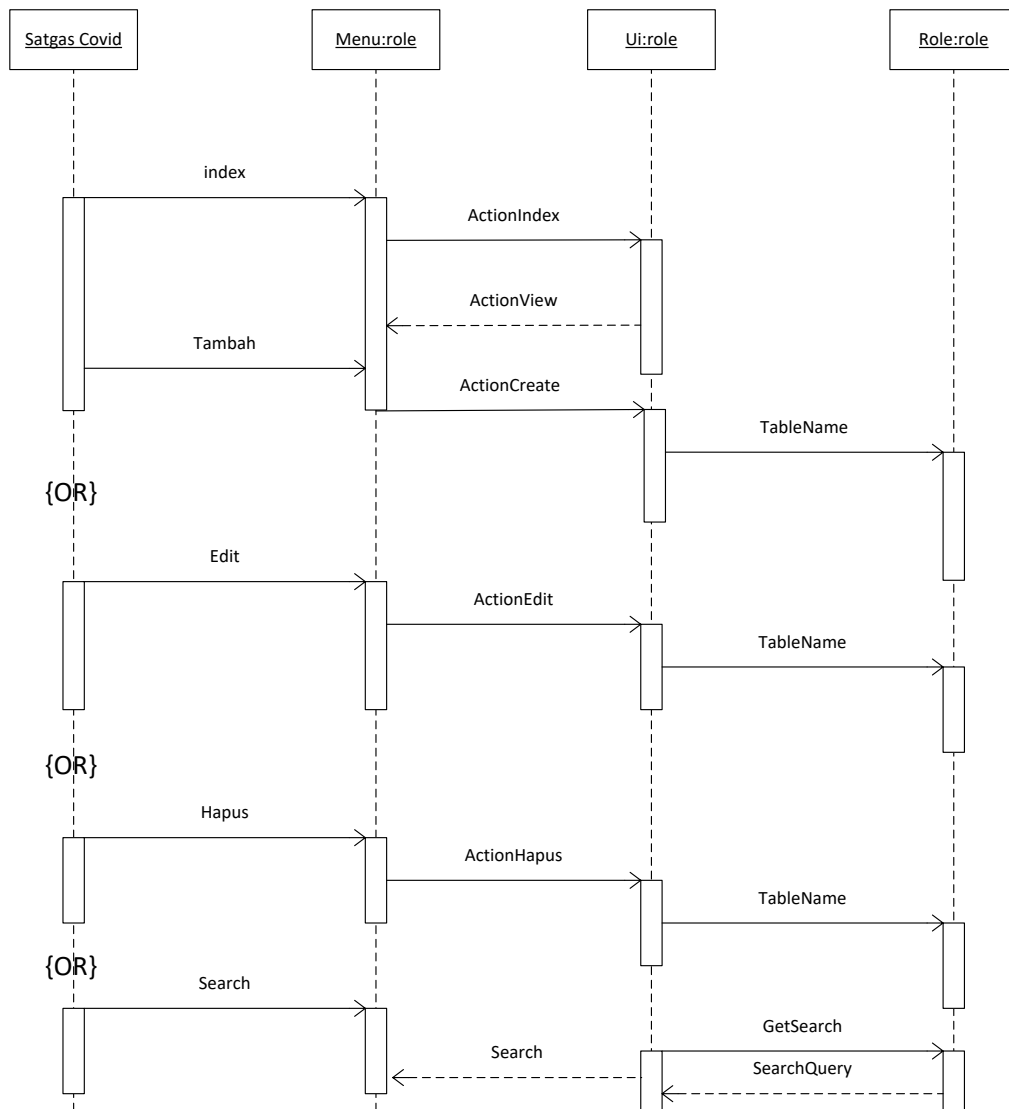 Satgas Covid
Menu:role
Ui:role
Role:role
index
ActionIndex
ActionView
Tambah
ActionCreate
TableName
{OR}
Edit
ActionEdit
TableName
{OR}
Hapus
ActionHapus
TableName
{OR}
Search
GetSearch
Search
SearchQuery